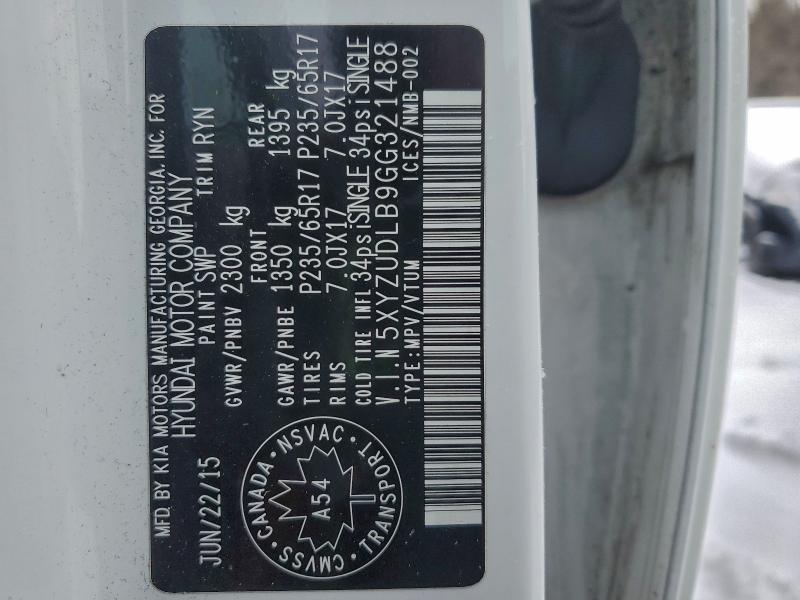 MFD. BY KIA MOTORS MANUFACTURING GEORGIA, INC. FOR
HYUNDAI MOTOR COMPANY
JUN/22/15 PAINT SWP TRIM RYN
GVWR/PNBV 2300 kg
FRONT REAR
GAWR/PNBE 1350 kg 1395 kg
TIRES P235/65R17 P235/65R17
RIMS 7.0JX17 7.0JX17
COLD TIRE INFL 34psiSINGLE 34psiSINGLE
V.I.N 5XYZUDLB9GG321488
TYPE:MPV/VTUM ICES/NMB-002
CANADA · NSVAC · TRANSPORT · CMVSS ·
A54